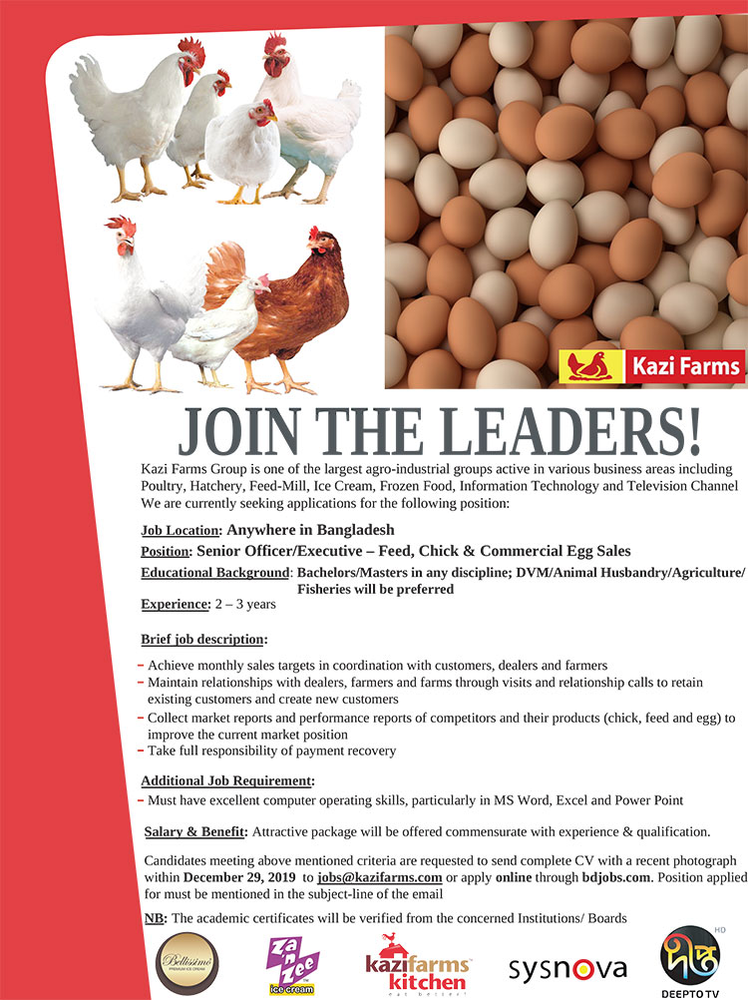 Kazi Farms
JOIN THE LEADERS!
Kazi Farms Group is one of the largest agro-industrial groups active in various business areas including
Poultry, Hatchery, Feed-Mill, Ice Cream, Frozen Food, Information Technology and Television Channel
We are currently seeking applications for the following position:
Job Location: Anywhere in Bangladesh
Position: Senior Officer/Executive – Feed, Chick & Commercial Egg Sales
Educational Background: Bachelors/Masters in any discipline; DVM/Animal Husbandry/Agriculture/
Fisheries will be preferred
Experience: 2 – 3 years
Brief job description:
– Achieve monthly sales targets in coordination with customers, dealers and farmers
– Maintain relationships with dealers, farmers and farms through visits and relationship calls to retain
existing customers and create new customers
– Collect market reports and performance reports of competitors and their products (chick, feed and egg) to
improve the current market position
– Take full responsibility of payment recovery
Additional Job Requirement:
– Must have excellent computer operating skills, particularly in MS Word, Excel and Power Point
Salary & Benefit: Attractive package will be offered commensurate with experience & qualification.
Candidates meeting above mentioned criteria are requested to send complete CV with a recent photograph
within December 29, 2019 to jobs@kazifarms.com or apply online through bdjobs.com. Position applied
for must be mentioned in the subject-line of the email
NB: The academic certificates will be verified from the concerned Institutions/ Boards
Bellissimo
PREMIUM ICE CREAM
Za
n
Zee
ice cream
kazifarms™
kitchen
eat better!
sysnova
দীপ্ত
HD
DEEPTO TV